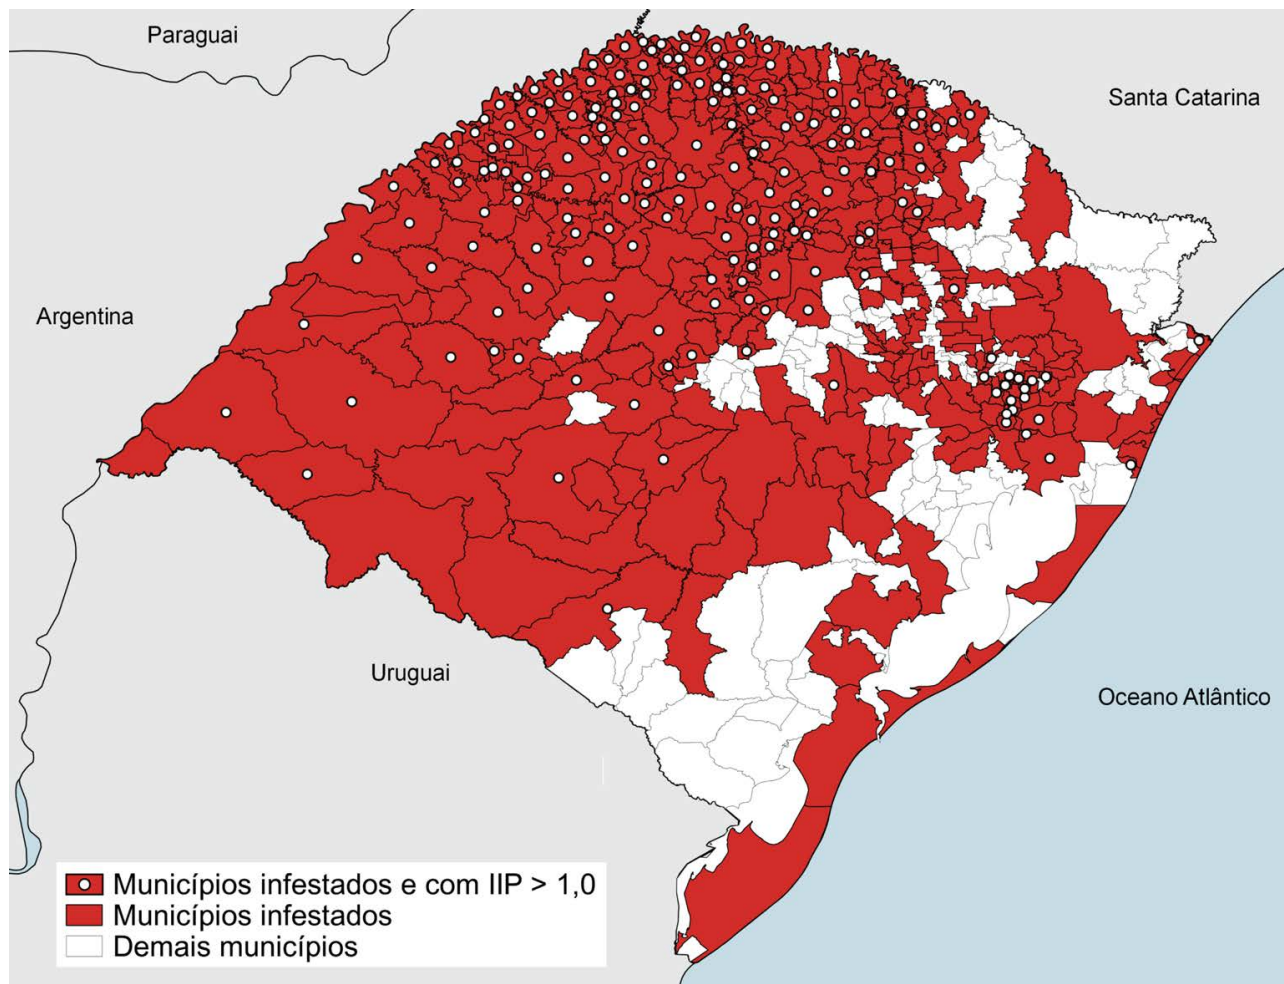 Paraguai
Santa Catarina
Argentina
Uruguai
Oceano Atlântico
Municípios infestados e com IIP > 1,0
Municípios infestados
Demais municípios